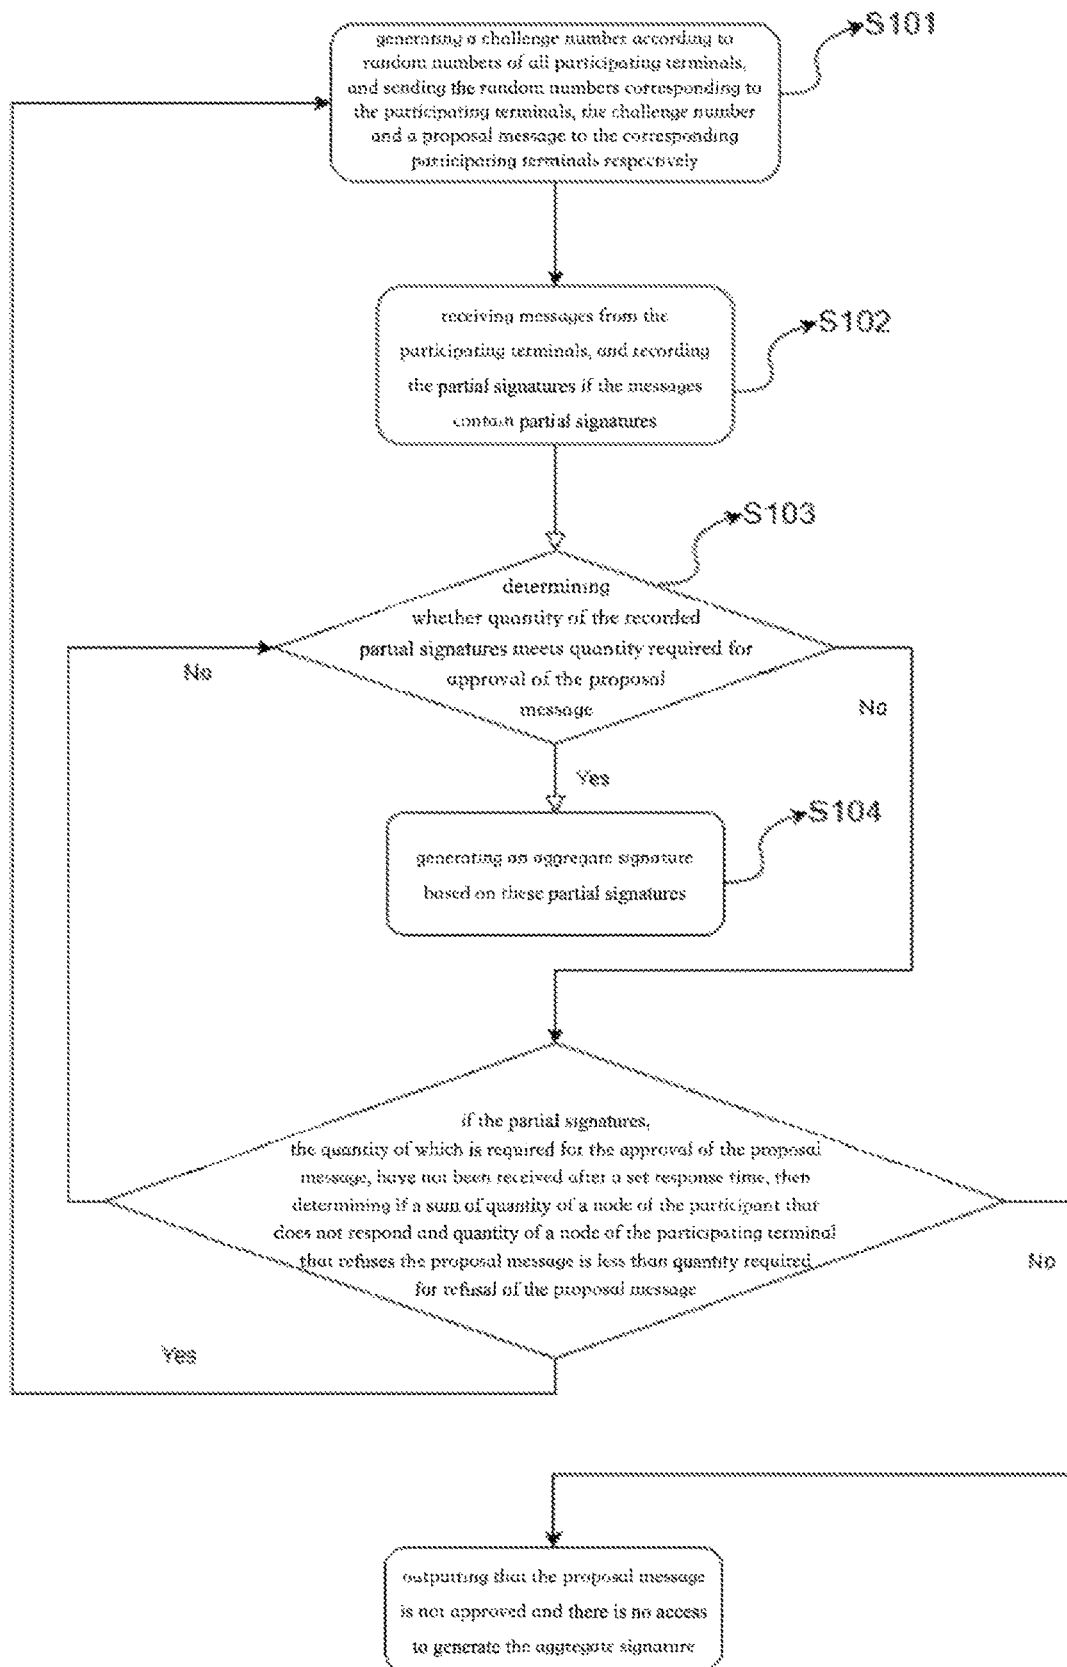 generating a challenge number according to
random numbers of all participating terminals,
and sending the random numbers corresponding to
the participating terminals, the challenge number
and a proposal message to the corresponding
participating terminals respectively
S101
receiving messages from the
participating terminals, and recording
the partial signatures if the messages
contain partial signatures
S102
S103
determining
whether quantity of the recorded
partial signatures meets quantity required for
approval of the proposal
message
No
No
Yes
S104
generating an aggregate signature
based on these partial signatures
if the partial signatures,
the quantity of which is required for the approval of the proposal
message, have not been received after a set response time, then
determining if a sum of quantity of a node of the participant that
does not respond and quantity of a node of the participating terminal
that refuses the proposal message is less than quantity required
for refusal of the proposal message
No
Yes
outputting that the proposal message
is not approved and there is no access
to generate the aggregate signature